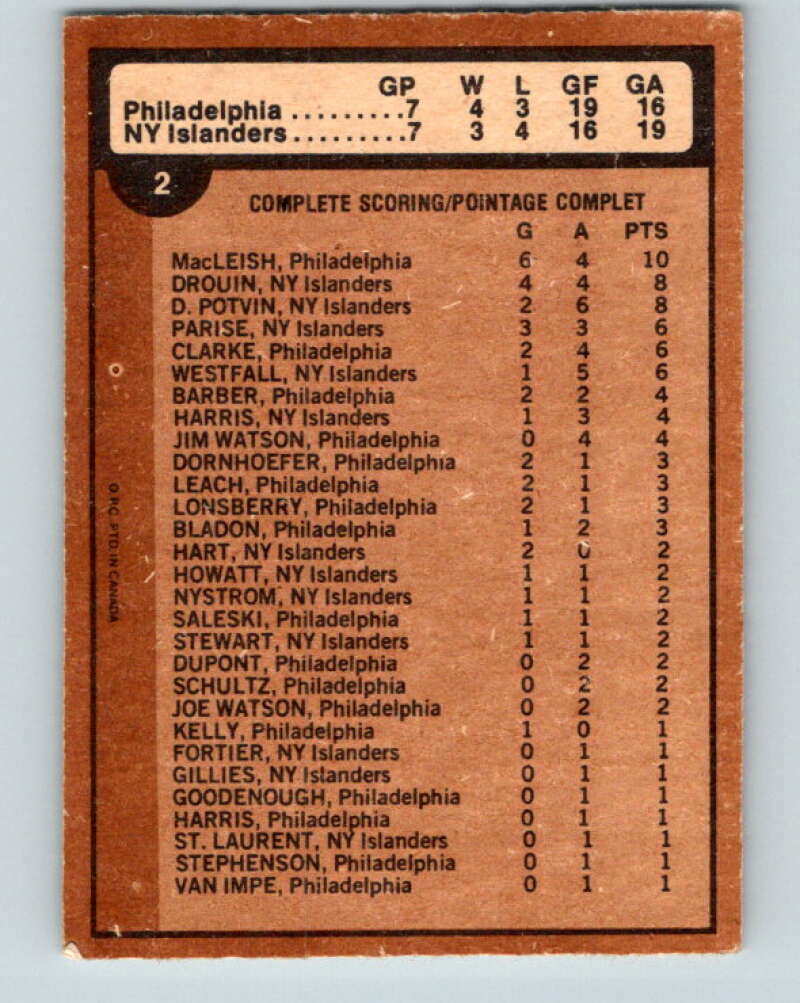 GP W L GF GA
Philadelphia .........7 4 3 19 16
NY Islanders.........7 3 4 16 19
2
COMPLETE SCORING/POINTAGE COMPLET
G A PTS
MacLEISH, Philadelphia 6 4 10
DROUIN, NY Islanders 4 4 8
D. POTVIN, NY Islanders 2 6 8
PARISE, NY Islanders 3 3 6
CLARKE, Philadelphia 2 4 6
WESTFALL, NY Islanders 1 5 6
BARBER, Philadelphia 2 2 4
HARRIS, NY Islanders 1 3 4
JIM WATSON, Philadelphia 0 4 4
DORNHOEFER, Philadelphia 2 1 3
LEACH, Philadelphia 2 1 3
LONSBERRY, Philadelphia 2 1 3
BLADON, Philadelphia 1 2 3
HART, NY Islanders 2 0 2
HOWATT, NY Islanders 1 1 2
NYSTROM, NY Islanders 1 1 2
SALESKI, Philadelphia 1 1 2
STEWART, NY Islanders 1 1 2
DUPONT, Philadelphia 0 2 2
SCHULTZ, Philadelphia 0 2 2
JOE WATSON, Philadelphia 0 2 2
KELLY, Philadelphia 1 0 1
FORTIER, NY Islanders 0 1 1
GILLIES, NY Islanders 0 1 1
GOODENOUGH, Philadelphia 0 1 1
HARRIS, Philadelphia 0 1 1
ST. LAURENT, NY Islanders 0 1 1
STEPHENSON, Philadelphia 0 1 1
VAN IMPE, Philadelphia 0 1 1
O.P.C. PTD. IN CANADA